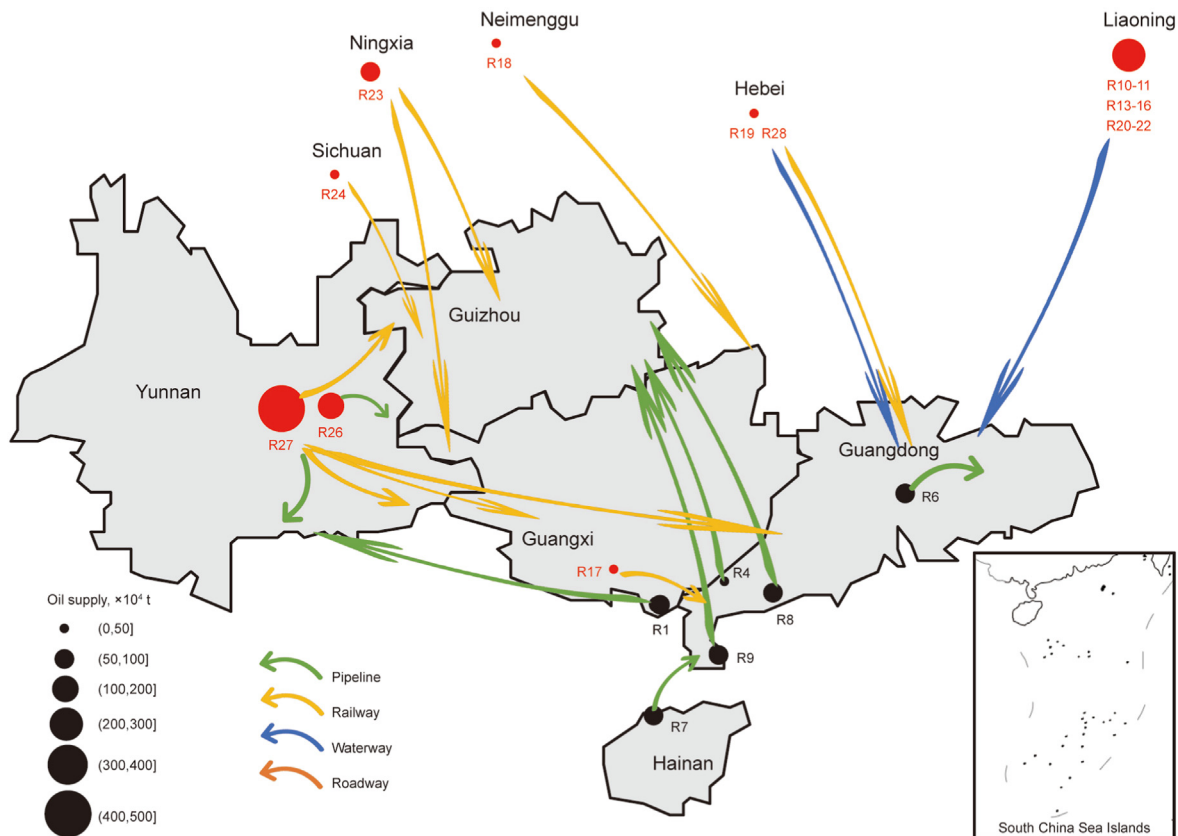 Neimenggu
R18
Liaoning
R10-11
R13-16
R20-22
Ningxia
R23
Hebei
R19 R28
Sichuan
R24
Guizhou
Yunnan
R27
R26
Guangdong
R6
Guangxi
R17
R4
R1
R8
R9
R7
Hainan
Oil supply, ×10⁴ t
(0,50]
(50,100]
(100,200]
(200,300]
(300,400]
(400,500]
Pipeline
Railway
Waterway
Roadway
South China Sea Islands